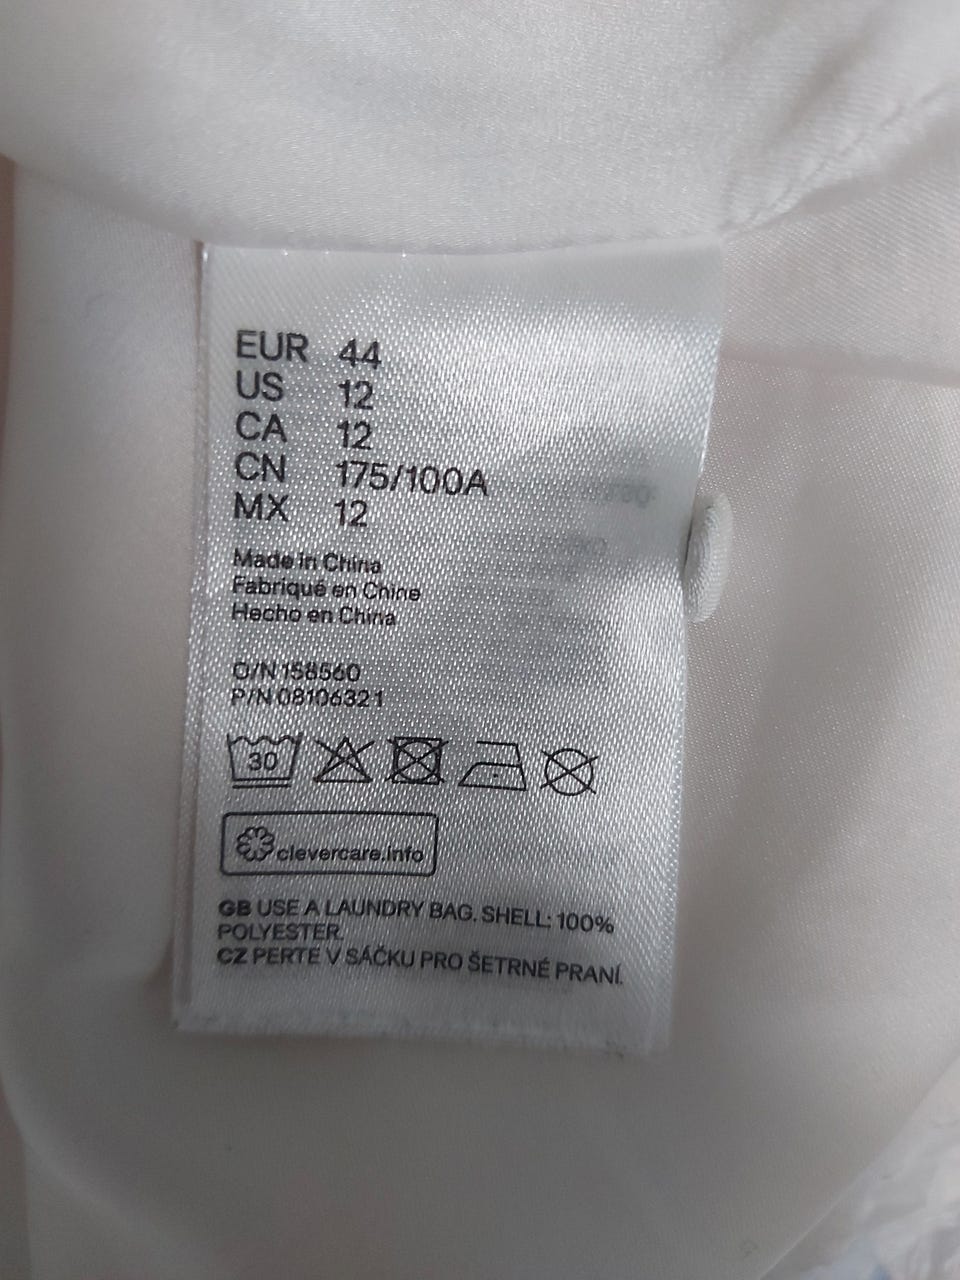 EUR 44
US 12
CA 12
CN 175/100A
MX 12
Made in China
Fabriqué en Chine
Hecho en China
O/N 158560
P/N 08106321
30
clevercare.info
GB USE A LAUNDRY BAG. SHELL: 100%
POLYESTER.
CZ PERTE V SÁČKU PRO ŠETRNÉ PRANÍ.